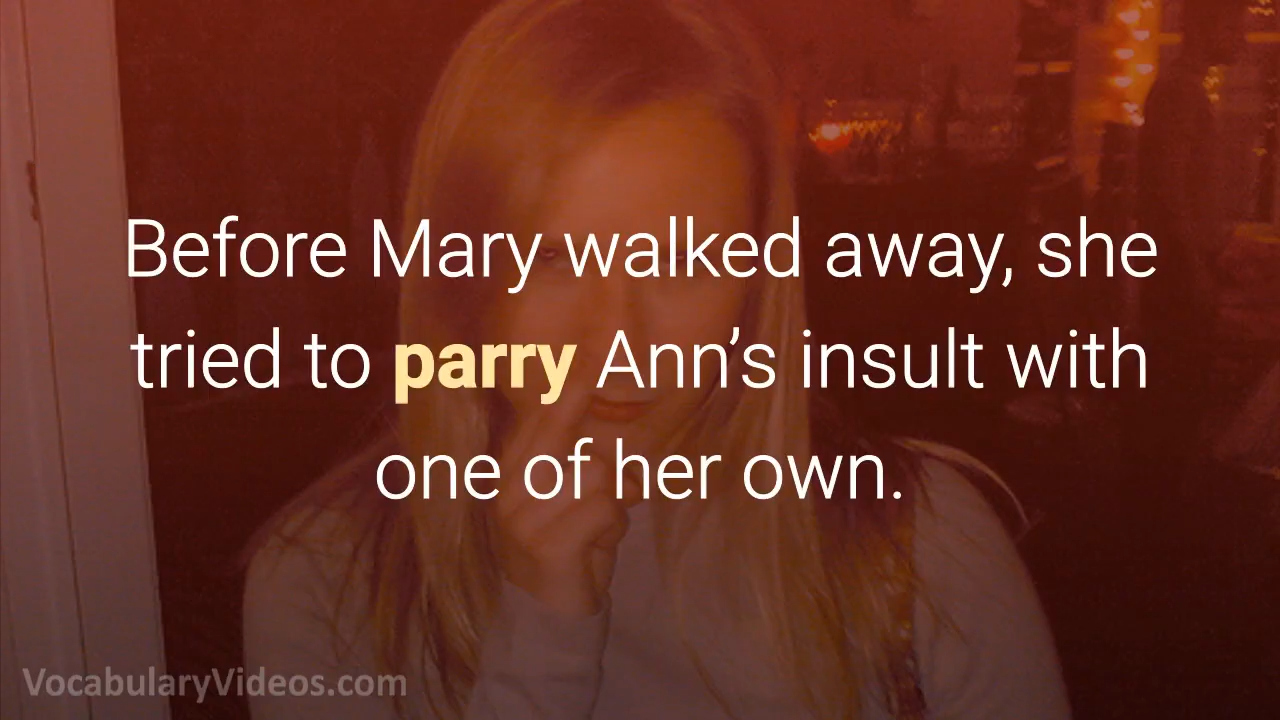 Before Mary walked away, she
tried to parry Ann’s insult with
one of her own.
VocabularyVideos.com